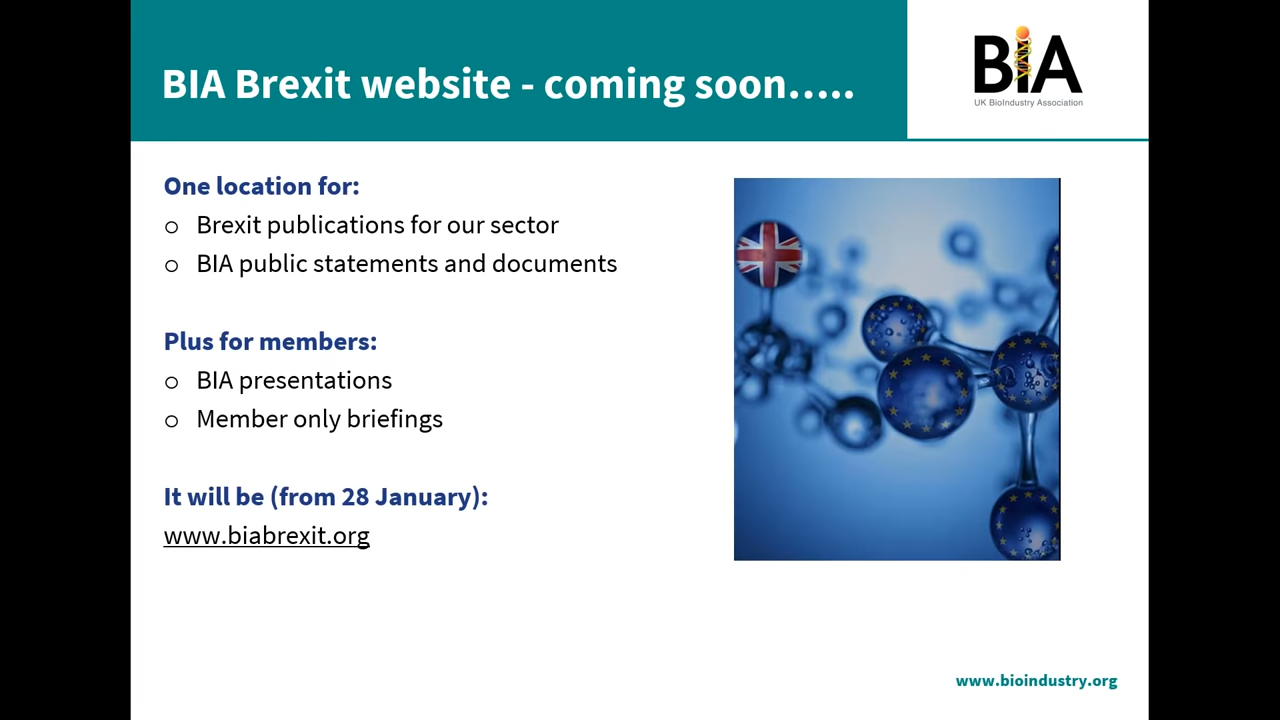 BIA Brexit website - coming soon.....
BiA
UK BioIndustry Association
One location for:
o Brexit publications for our sector
o BIA public statements and documents
Plus for members:
o BIA presentations
o Member only briefings
It will be (from 28 January):
www.biabrexit.org
www.bioindustry.org